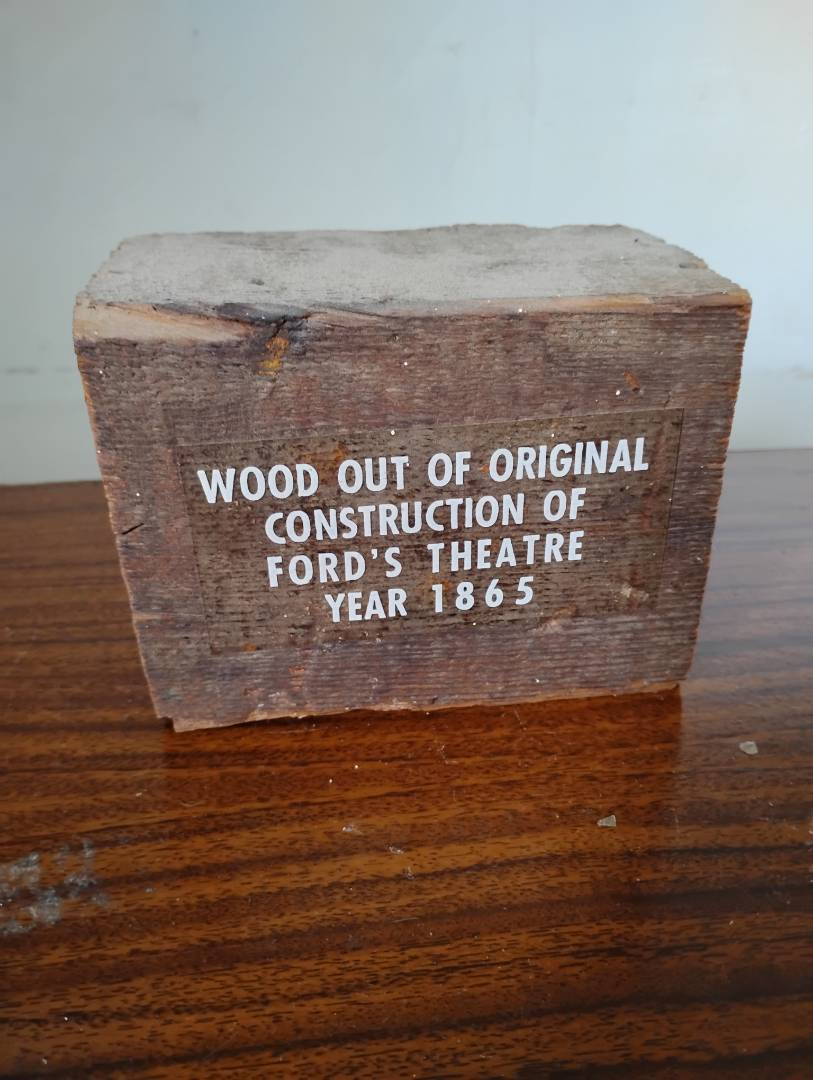 WOOD OUT OF ORIGINAL
CONSTRUCTION OF
FORD'S THEATRE
YEAR 1865